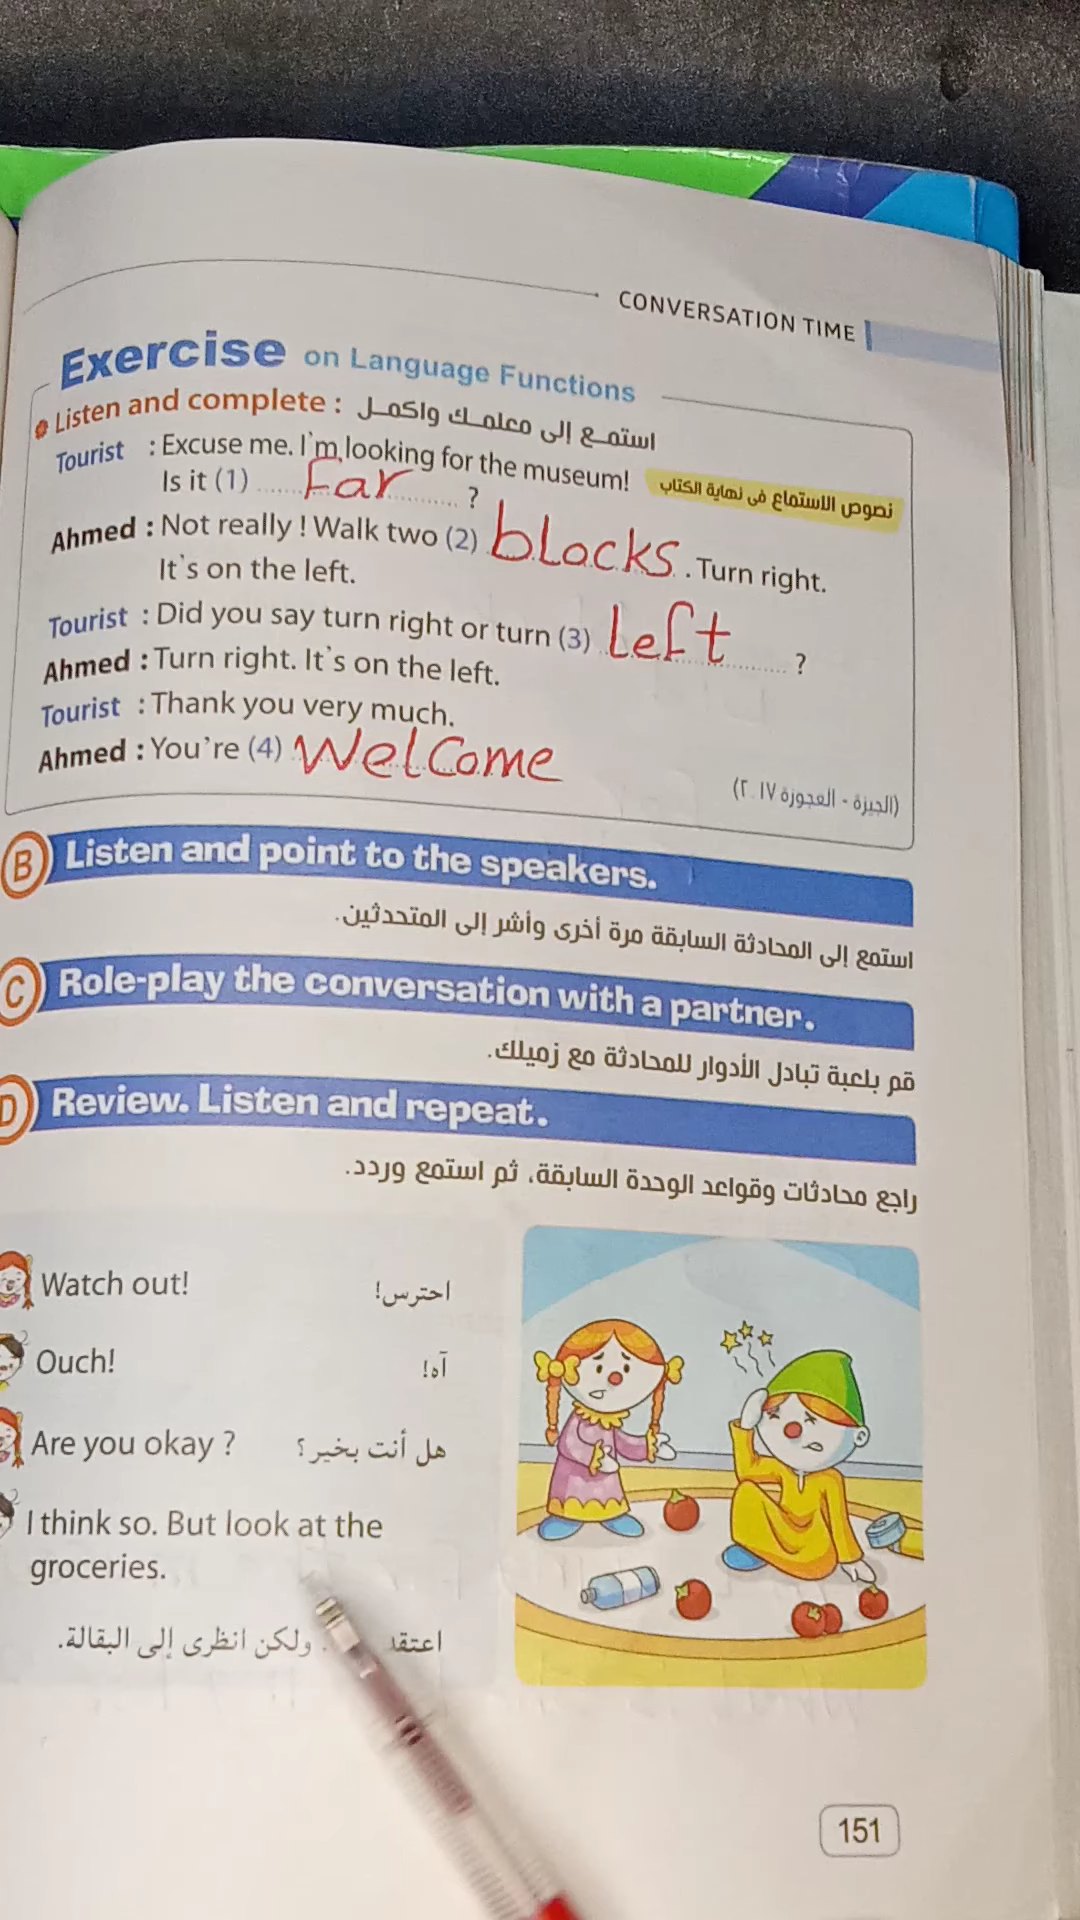 CONVERSATION TIME
Exercise on Language Functions
Listen and complete : استمع إلى معلمك واكمل
Tourist : Excuse me. I'm looking for the museum!
نصوص الاستماع فى نهاية الكتاب
Is it (1) Far ?
Ahmed : Not really ! Walk two (2) blocks. Turn right.
It's on the left.
Tourist : Did you say turn right or turn (3) Left ?
Ahmed : Turn right. It's on the left.
Tourist : Thank you very much.
Ahmed : You're (4) Welcome
(الجيزة - العجوزة ٢٠١٧)
B Listen and point to the speakers.
استمع إلى المحادثة السابقة مرة أخرى وأشر إلى المتحدثين.
C Role-play the conversation with a partner.
قم بلعبة تبادل الأدوار للمحادثة مع زميلك.
D Review. Listen and repeat.
راجع محادثات وقواعد الوحدة السابقة، ثم استمع وردد.
Watch out! احترس!
Ouch! آه!
Are you okay ? هل أنت بخير؟
I think so. But look at the
groceries.
اعتقد . ولكن انظرى إلى البقالة.
151